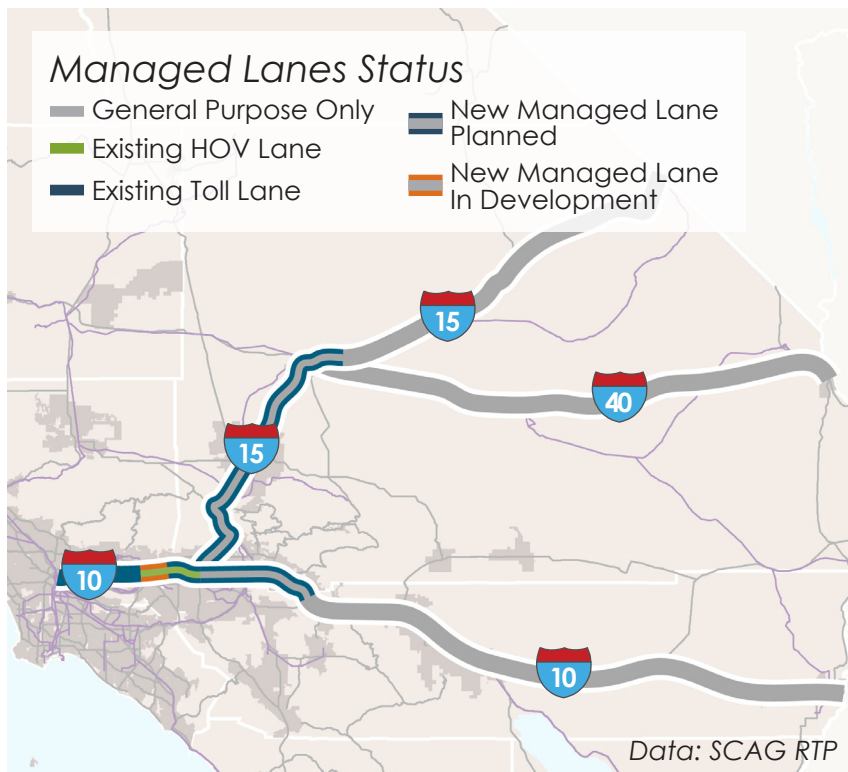 Managed Lanes Status
General Purpose Only
Existing HOV Lane
Existing Toll Lane
New Managed Lane
Planned
New Managed Lane
In Development
15
40
15
10
10
Data: SCAG RTP